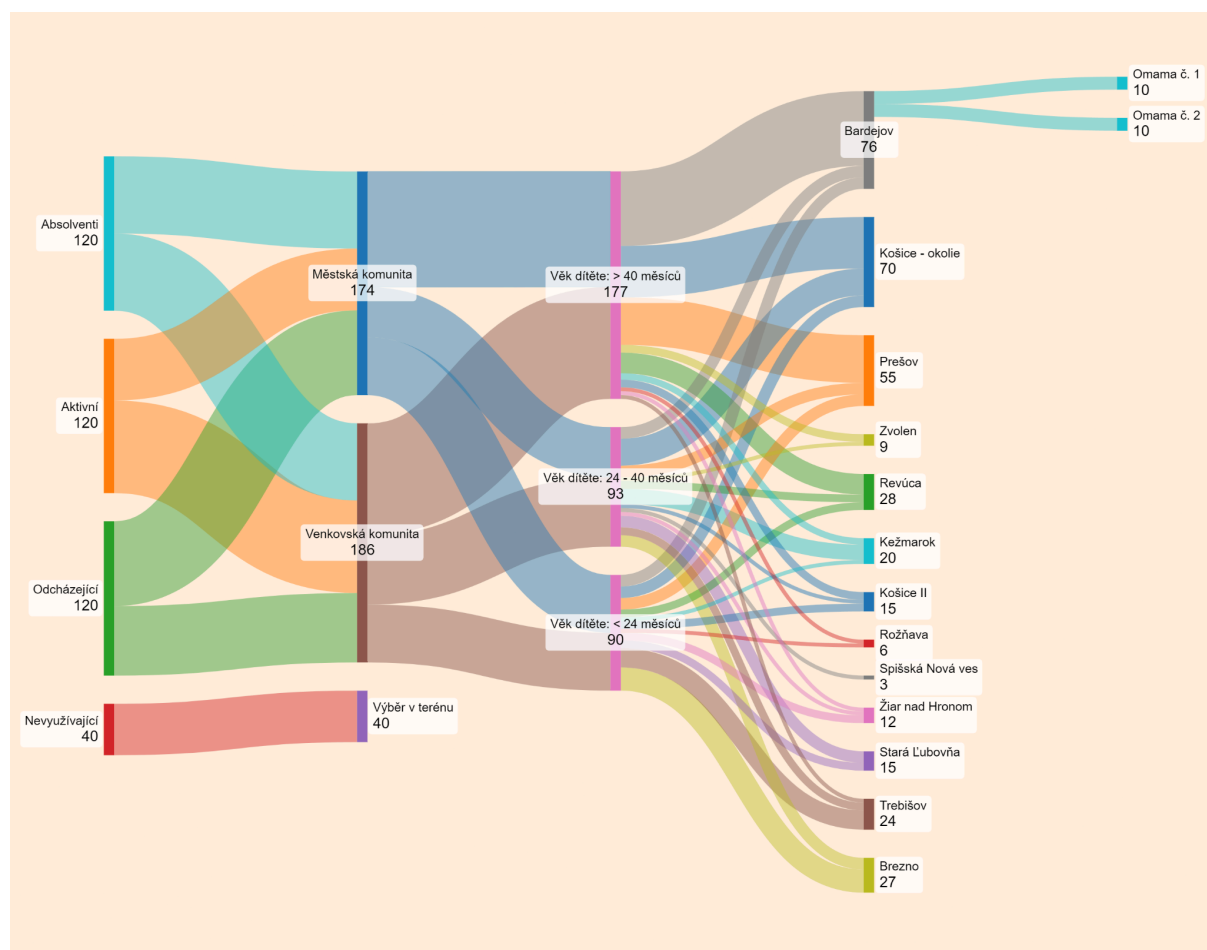 Absolventi
120
Aktivní
120
Odcházející
120
Nevyužívající
40
Městská komunita
174
Venkovská komunita
186
Výběr v terénu
40
Věk dítěte: > 40 měsíců
177
Věk dítěte: 24 - 40 měsíců
93
Věk dítěte: < 24 měsíců
90
Bardejov
76
Košice - okolie
70
Prešov
55
Zvolen
9
Revúca
28
Kežmarok
20
Košice II
15
Rožňava
6
Spišská Nová ves
3
Žiar nad Hronom
12
Stará Ľubovňa
15
Trebišov
24
Brezno
27
Omama č. 1
10
Omama č. 2
10